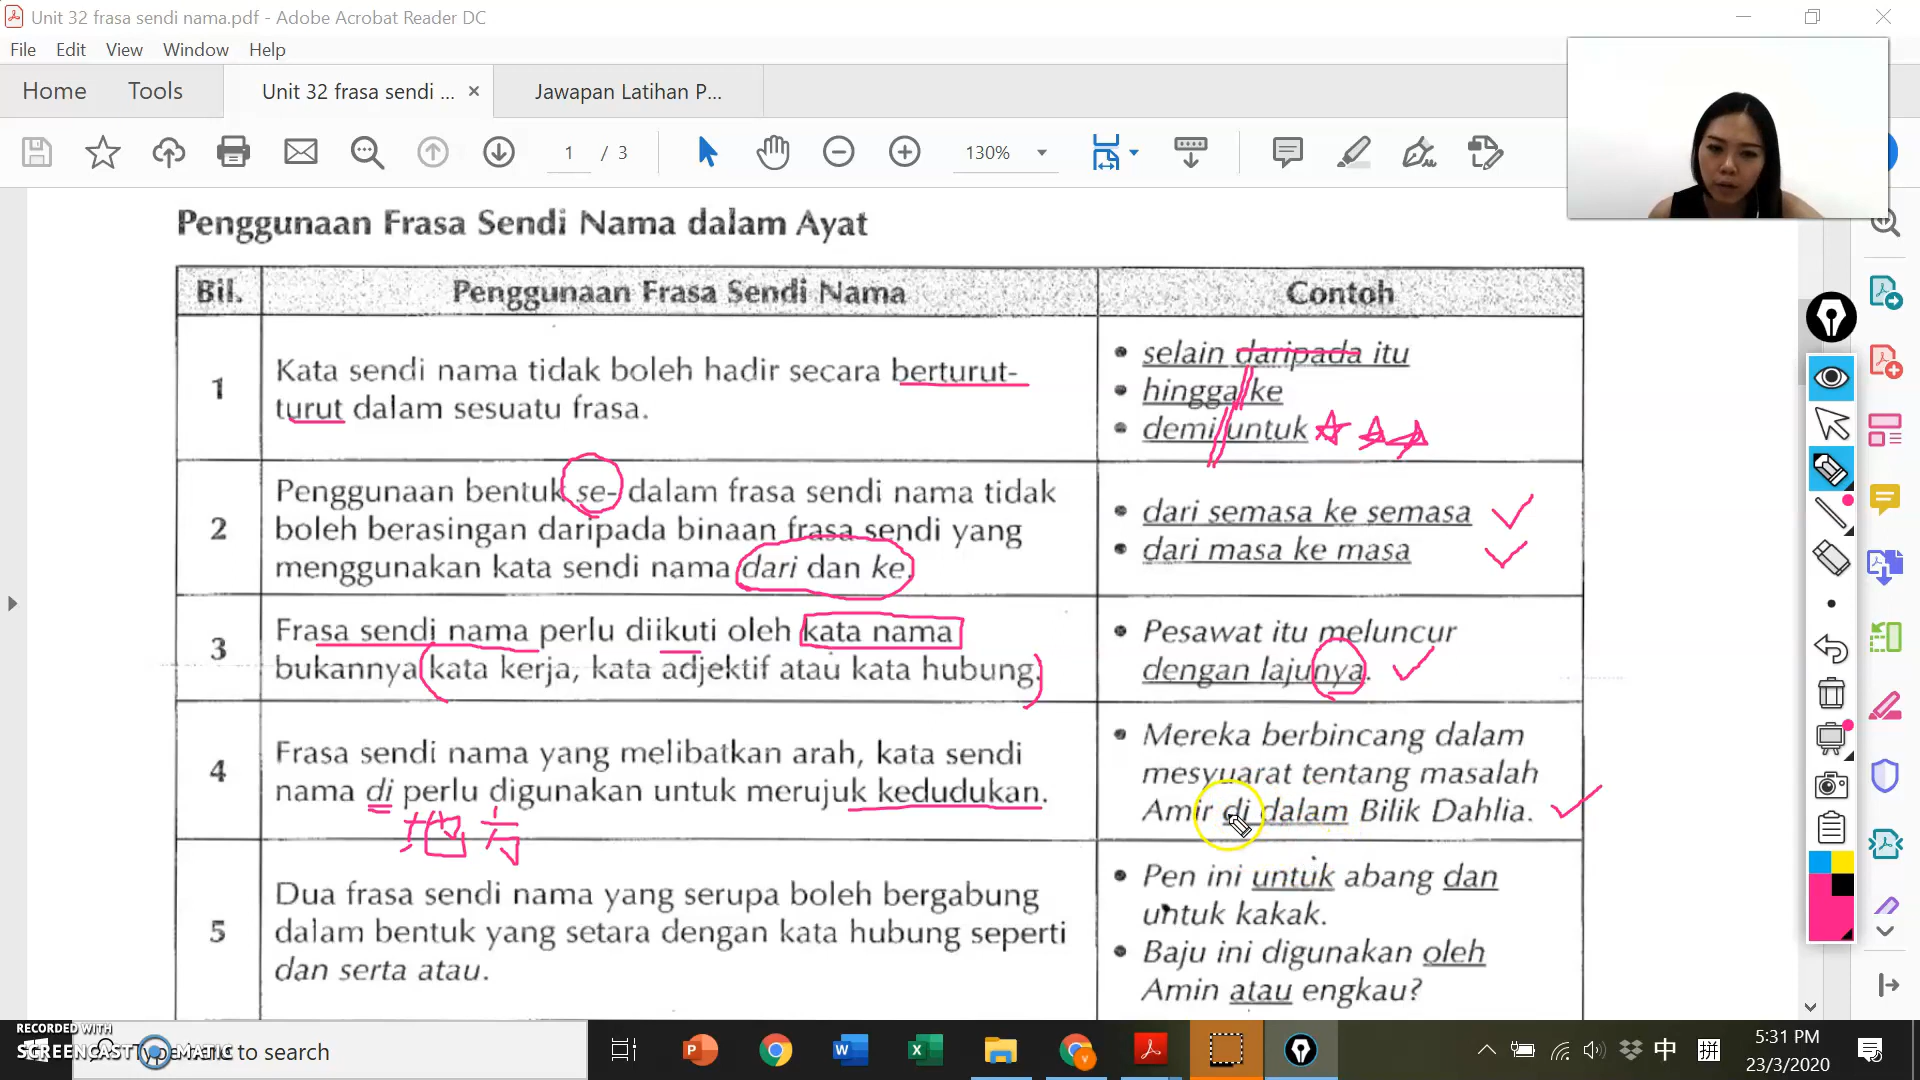 Unit 32 frasa sendi nama.pdf - Adobe Acrobat Reader DC
File Edit View Window Help
Home Tools Unit 32 frasa sendi ... × Jawapan Latihan P...
1 / 3 130%
Penggunaan Frasa Sendi Nama dalam Ayat
Bil. Penggunaan Frasa Sendi Nama Contoh
1
Kata sendi nama tidak boleh hadir secara berturut-
turut dalam sesuatu frasa.
• selain daripada itu
• hingga ke
• demi untuk
2
Penggunaan bentuk se- dalam frasa sendi nama tidak
boleh berasingan daripada binaan frasa sendi yang
menggunakan kata sendi nama dari dan ke.
• dari semasa ke semasa
• dari masa ke masa
3
Frasa sendi nama perlu diikuti oleh kata nama
bukannya kata kerja, kata adjektif atau kata hubung.
• Pesawat itu meluncur
dengan lajunya.
4
Frasa sendi nama yang melibatkan arah, kata sendi
nama di perlu digunakan untuk merujuk kedudukan.
地方
• Mereka berbincang dalam
mesyuarat tentang masalah
Amir di dalam Bilik Dahlia.
5
Dua frasa sendi nama yang serupa boleh bergabung
dalam bentuk yang setara dengan kata hubung seperti
dan serta atau.
• Pen ini untuk abang dan
untuk kakak.
• Baju ini digunakan oleh
Amin atau engkau?
RECORDED WITH
SCREENCAST MATIC
Type here to search
中 拼
5:31 PM
23/3/2020